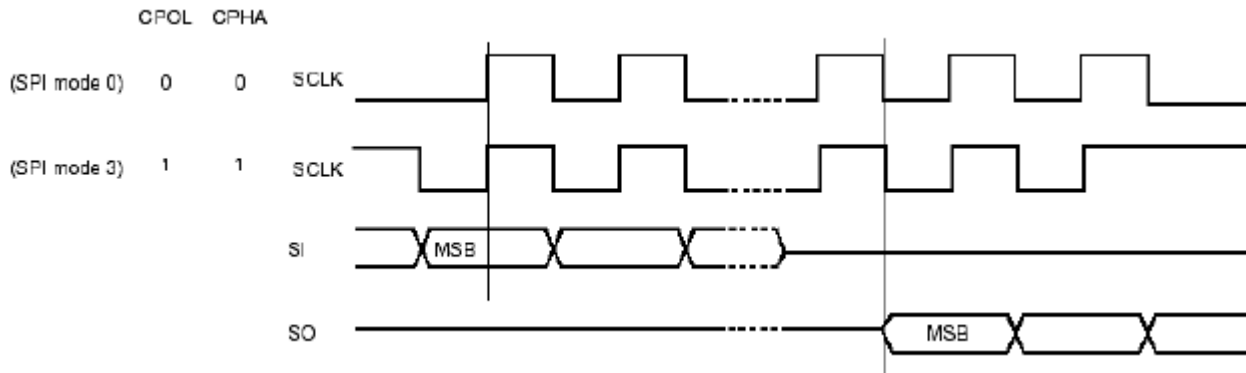 CPOL CPHA
(SPI mode 0) 0 0 SCLK
(SPI mode 3) 1 1 SCLK
SI MSB
SO MSB